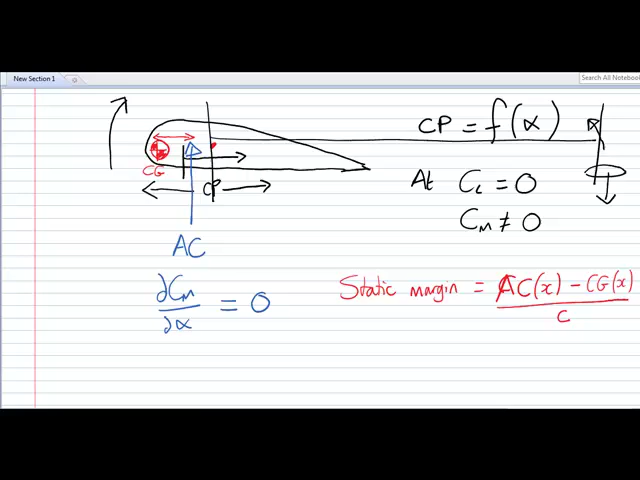 New Section 1
Search All Notebook
CP = f(α)
CG
CP
At C_L = 0
C_M ≠ 0
AC
∂C_M/∂α = 0
Static margin = AC(x) - CG(x)/C